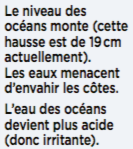 Le niveau des
océans monte (cette
hausse est de 19 cm
actuellement).
Les eaux menacent
d'envahir les côtes.
L'eau des océans
devient plus acide
(donc irritante).